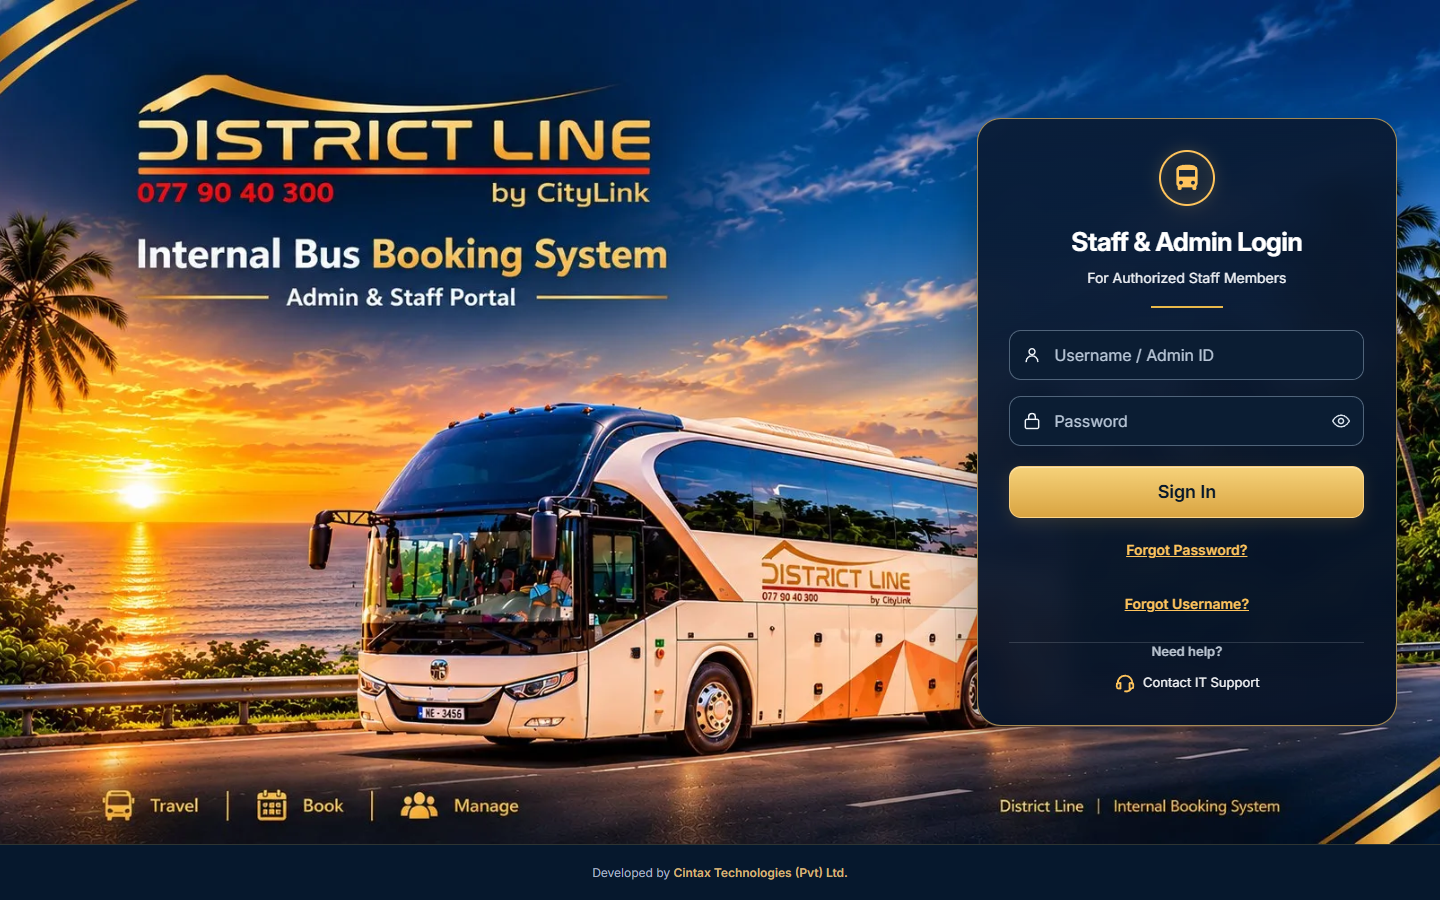 DISTRICT LINE
077 90 40 300 by CityLink
Internal Bus Booking System
Admin & Staff Portal
Staff & Admin Login
For Authorized Staff Members
Username / Admin ID
Password
Sign In
Forgot Password?
Forgot Username?
Need help?
Contact IT Support
DISTRICT LINE
077 90 40 300 by CityLink
NE - 3456
Travel | Book | Manage
District Line | Internal Booking System
Developed by Cintax Technologies (Pvt) Ltd.